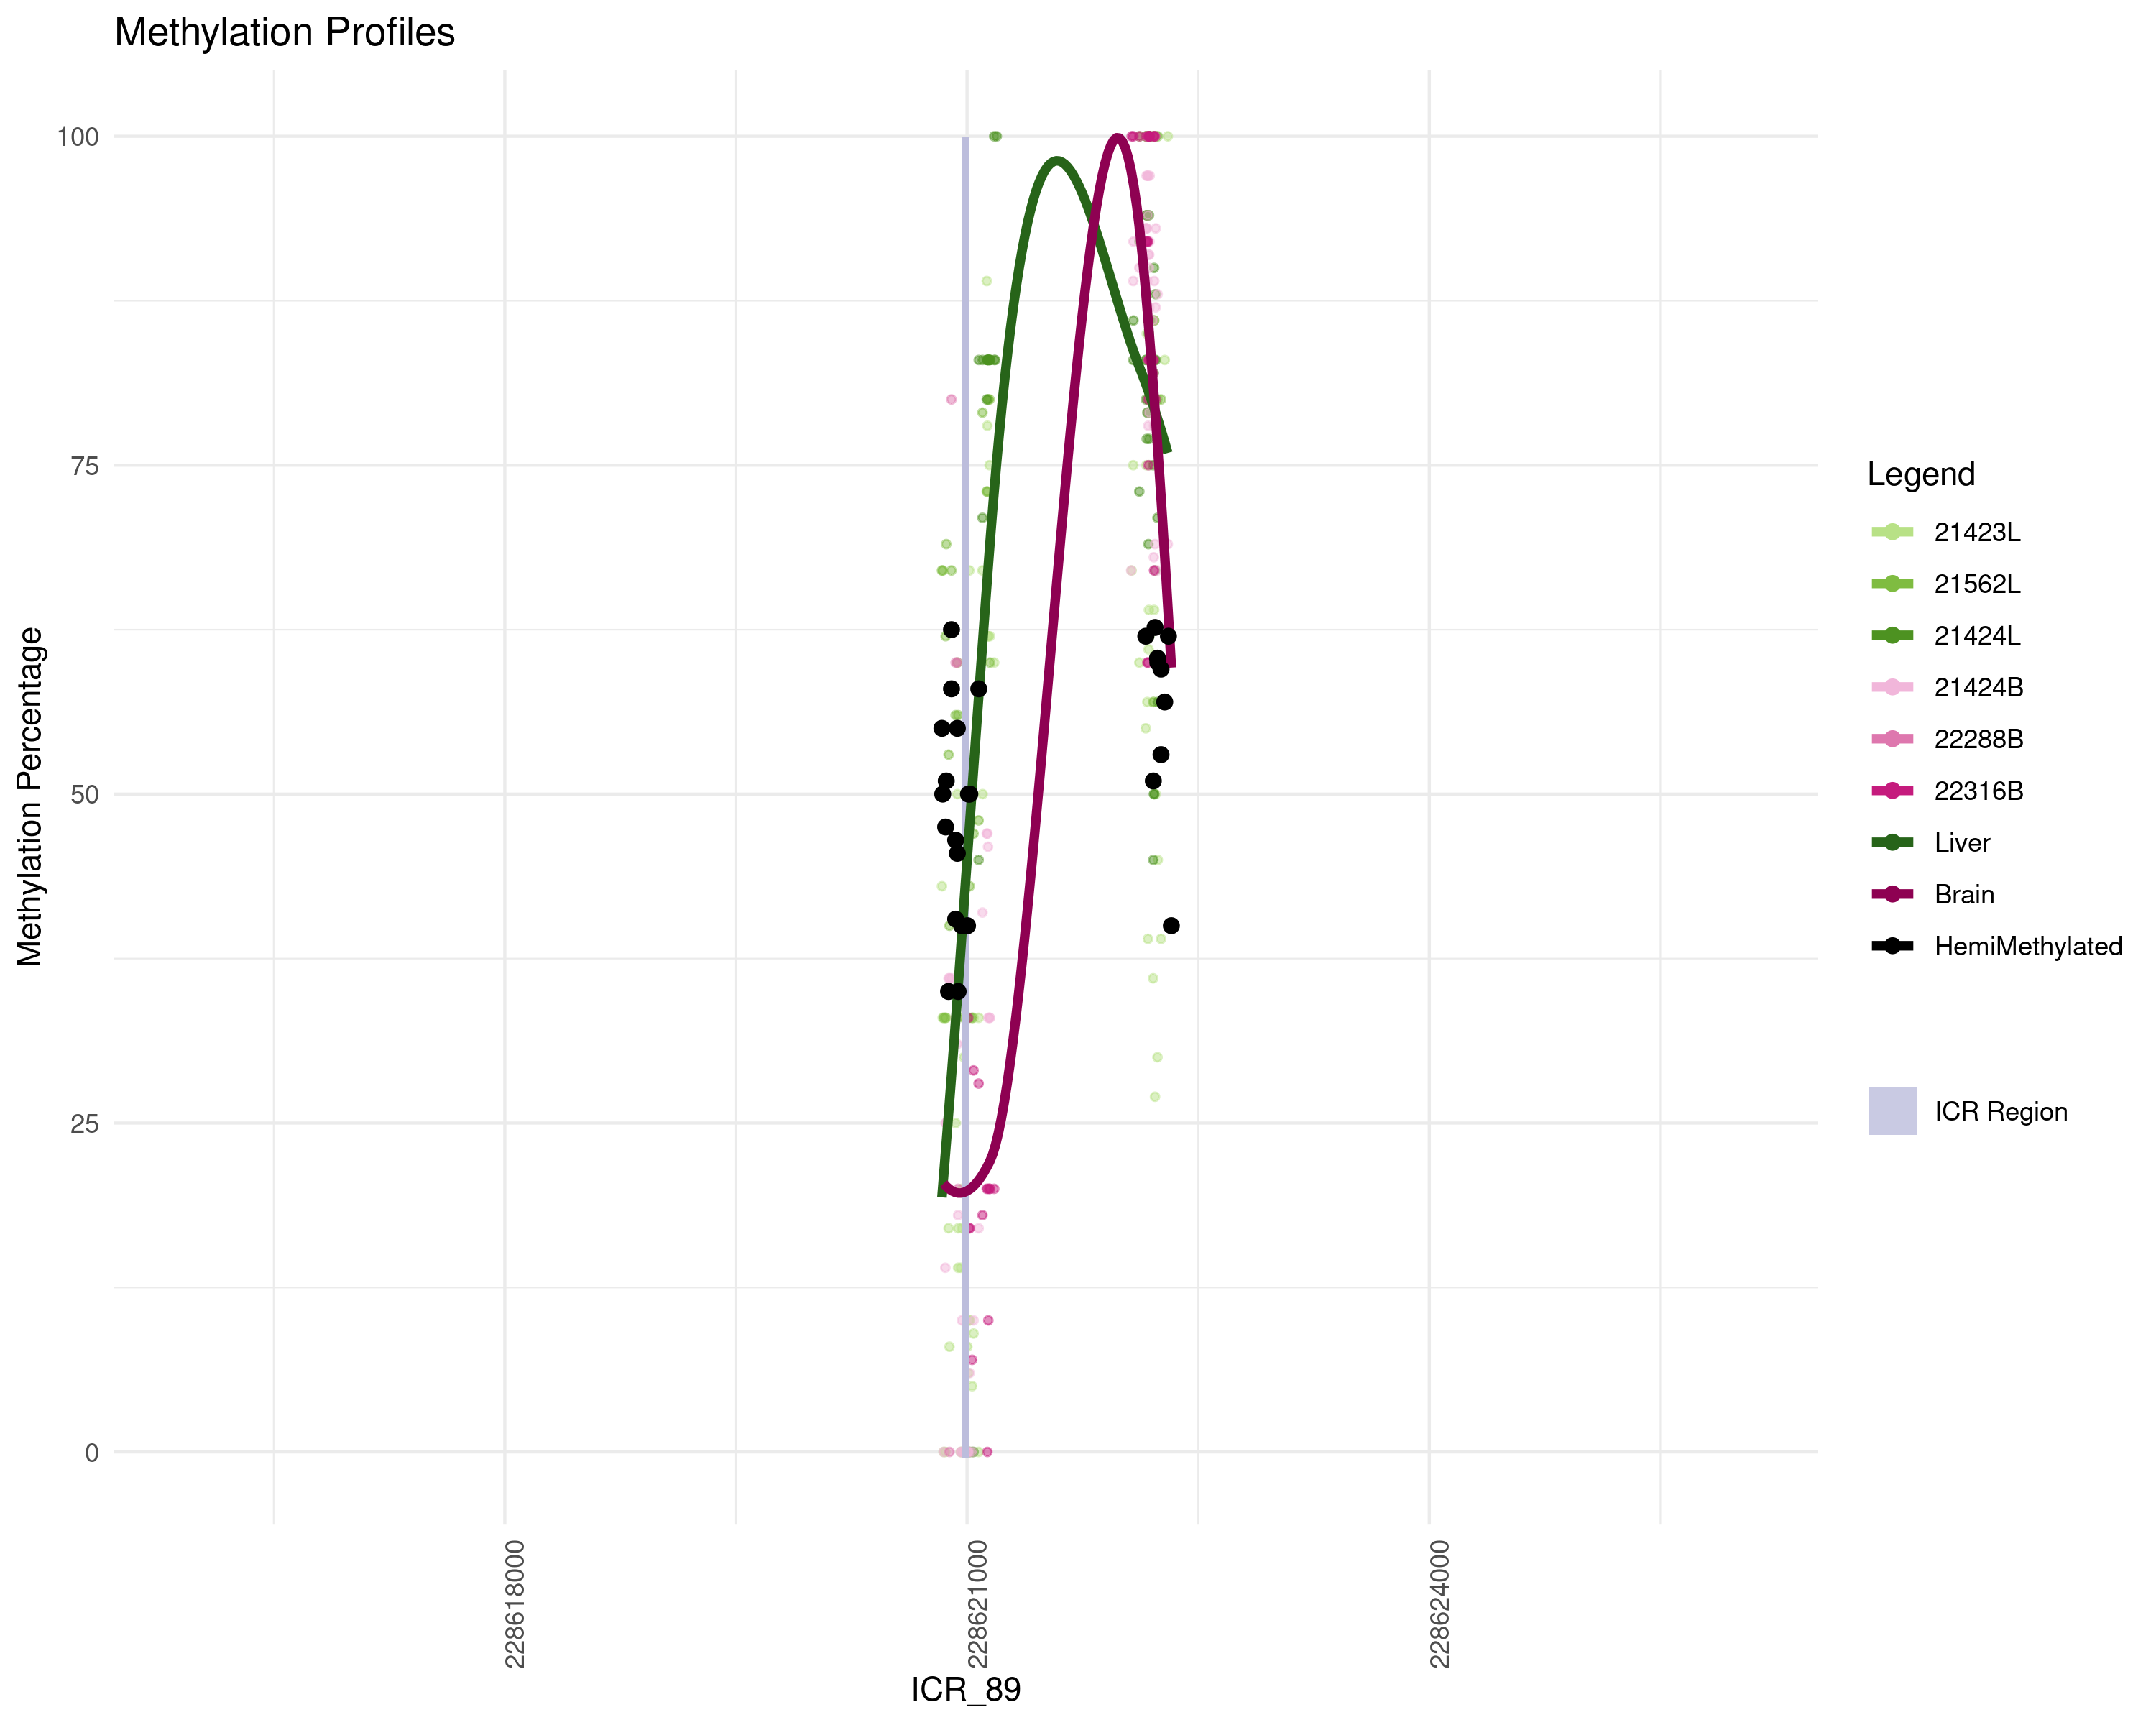 Methylation Profiles
Methylation Percentage
100
75
50
25
0
228618000
228621000
228624000
ICR_89
Legend
21423L
21562L
21424L
21424B
22288B
22316B
Liver
Brain
HemiMethylated
ICR Region